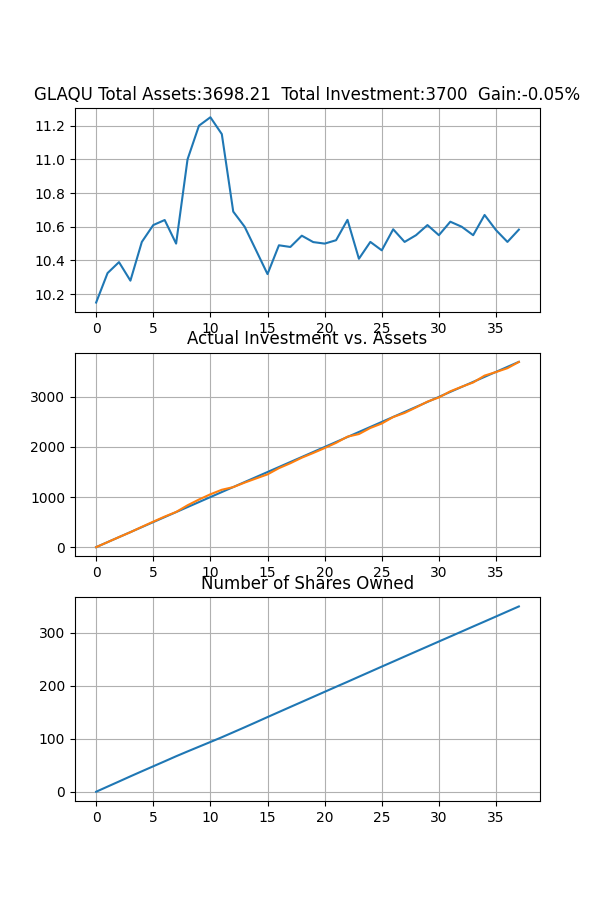 GLAQU Total Assets:3698.21  Total Investment:3700  Gain:-0.05%
11.2
11.0
10.8
10.6
10.4
10.2
0 5 10 15 20 25 30 35
Actual Investment vs. Assets
3000
2000
1000
0
0 5 10 15 20 25 30 35
Number of Shares Owned
300
200
100
0
0 5 10 15 20 25 30 35